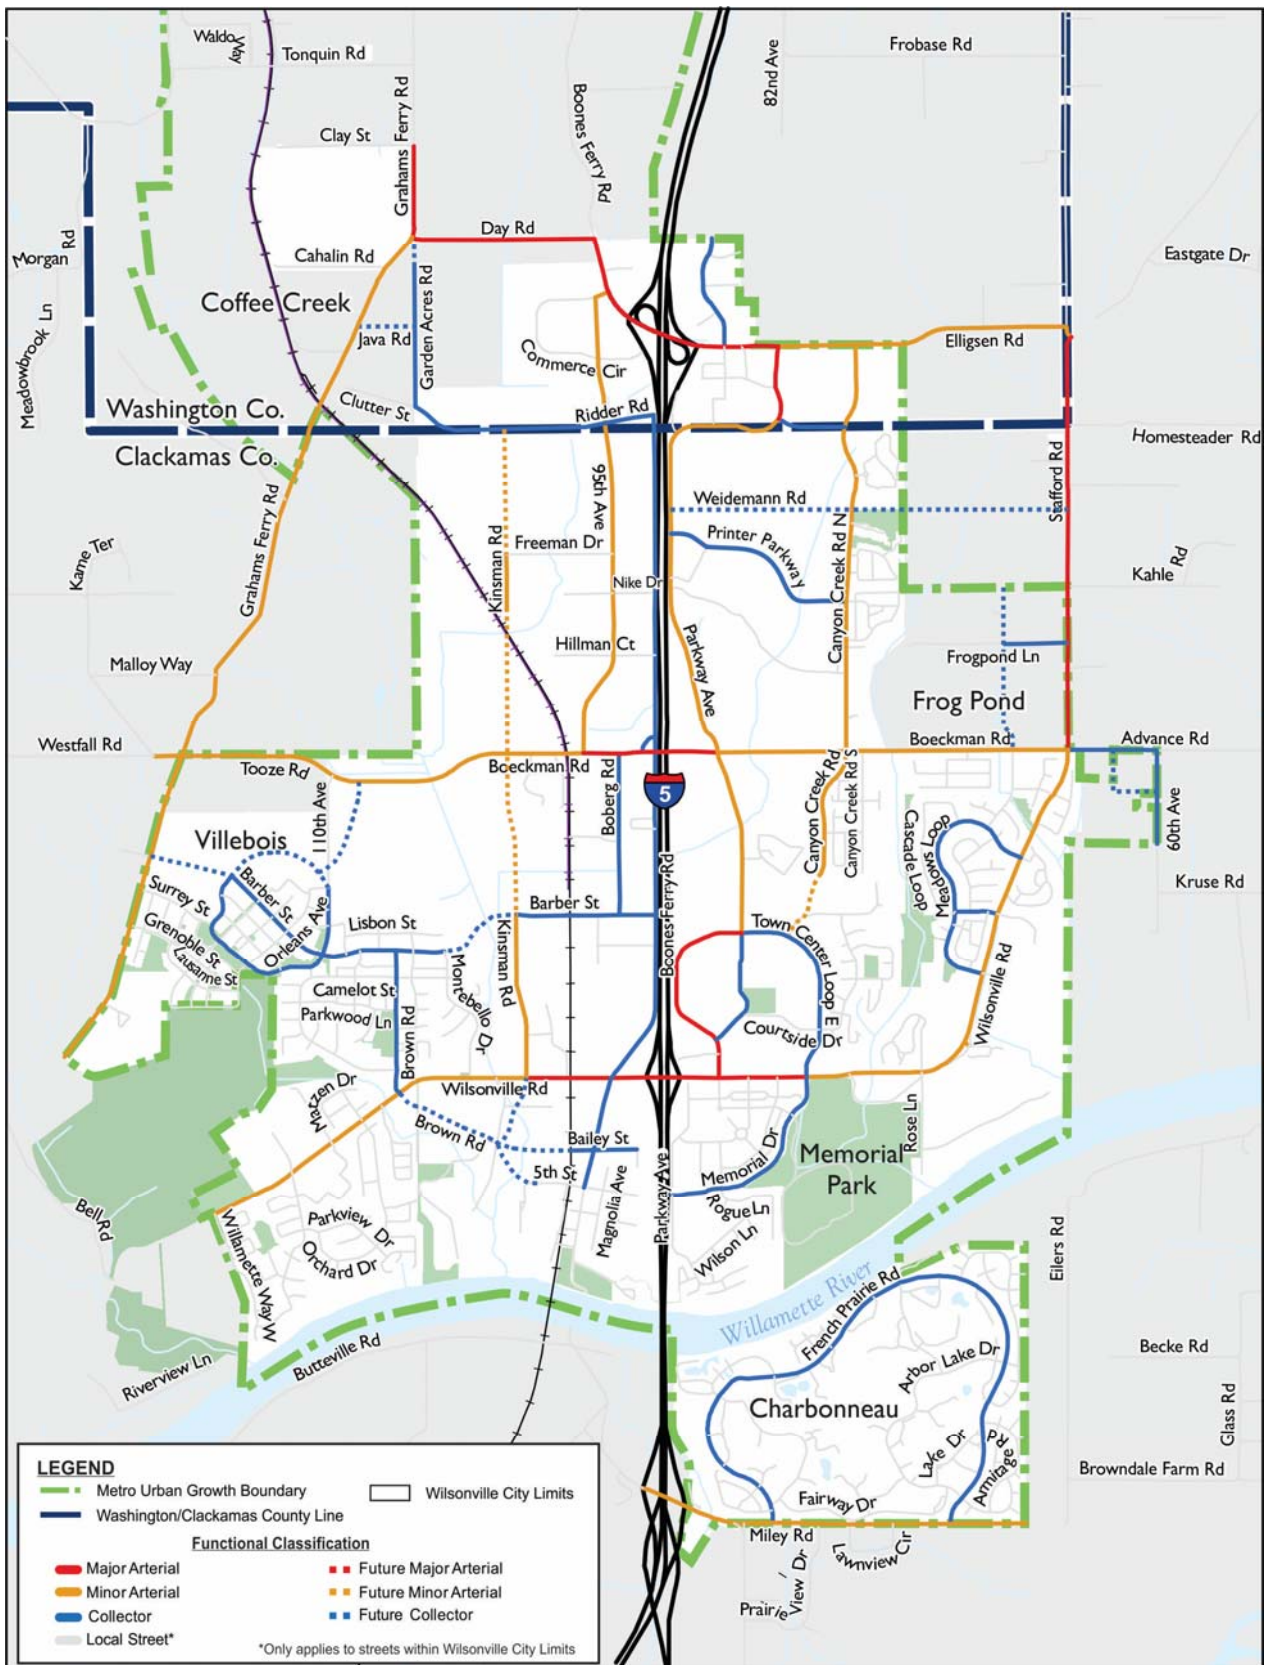 Waldo Way
Tonquin Rd
Frobase Rd
82nd Ave
Grahams Ferry Rd
Boones Ferry Rd
Clay St
Day Rd
Morgan Rd
Cahalin Rd
Eastgate Dr
Coffee Creek
Garden Acres Rd
Java Rd
Elligsen Rd
Meadowbrook Ln
Commerce Cir
Clutter St
Ridder Rd
Washington Co.
Clackamas Co.
Homesteader Rd
95th Ave
Stafford Rd
Weidemann Rd
Grahams Ferry Rd
Kinsman Rd
Freeman Dr
Printer Parkway
Canyon Creek Rd N
Kame Ter
Nike Dr
Kahle Rd
Hillman Ct
Parkway Ave
Frogpond Ln
Malloy Way
Frog Pond
Westfall Rd
Boeckman Rd
Advance Rd
Tooze Rd
Boeckman Rd
Boberg Rd
5
Canyon Creek Rd
Canyon Creek Rd S
110th Ave
60th Ave
Villebois
Cascade Loop
Meadows Loop
Surrey St
Barber St
Boones Ferry Rd
Kruse Rd
Grenoble St
Orleans Ave
Lisbon St
Barber St
Town Center Loop E
Lausanne St
Camelot St
Montebello Dr
Kinsman Rd
Parkwood Ln
Brown Rd
Courtside Dr
Wilsonville Rd
Matzen Dr
Wilsonville Rd
Rose Ln
Brown Rd
Bailey St
Memorial Park
5th St
Parkway Ave
Memorial Dr
Bell Rd
Magnolia Ave
Rogue Ln
Parkview Dr
Wilson Ln
Orchard Dr
Willamette Way W
Eilers Rd
Willamette River
French Prairie Rd
Butteville Rd
Riverview Ln
Becke Rd
Arbor Lake Dr
Charbonneau
Glass Rd
Lake Dr
Armitage Rd
Browndale Farm Rd
Fairway Dr
Miley Rd
Lawnview Cir
Prairie View Dr
LEGEND
Metro Urban Growth Boundary
Wilsonville City Limits
Washington/Clackamas County Line
Functional Classification
Major Arterial
Future Major Arterial
Minor Arterial
Future Minor Arterial
Collector
Future Collector
Local Street*
*Only applies to streets within Wilsonville City Limits